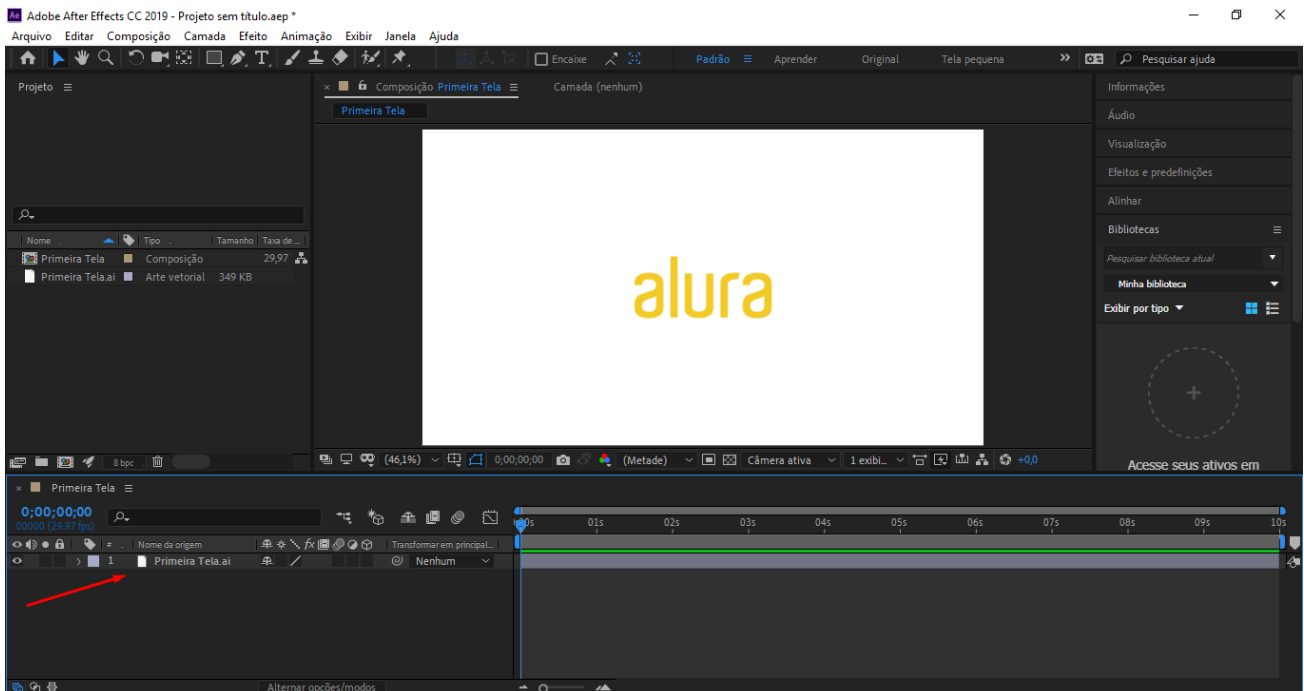 Ae Adobe After Effects CC 2019 - Projeto sem título.aep *
Arquivo Editar Composição Camada Efeito Animação Exibir Janela Ajuda
Encaixe Padrão Aprender Original Tela pequena Pesquisar ajuda
Projeto
Composição Primeira Tela Camada (nenhum)
Primeira Tela
Nome Tipo Tamanho Taxa de ...
Primeira Tela Composição 29,97
Primeira Tela.ai Arte vetorial 349 KB
8 bpc
alura
(46,1%) 0;00;00;00 (Metade) Câmera ativa 1 exibi... +0,0
Informações
Áudio
Visualização
Efeitos e predefinições
Alinhar
Bibliotecas
Pesquisar biblioteca atual
Minha biblioteca
Exibir por tipo
Acesse seus ativos em
Primeira Tela
0;00;00;00
00000 (29.97 fps)
00s 01s 02s 03s 04s 05s 06s 07s 08s 09s 10s
# Nome da origem fx Transformar em principal...
1 Primeira Tela.ai Nenhum
Alternar opções/modos